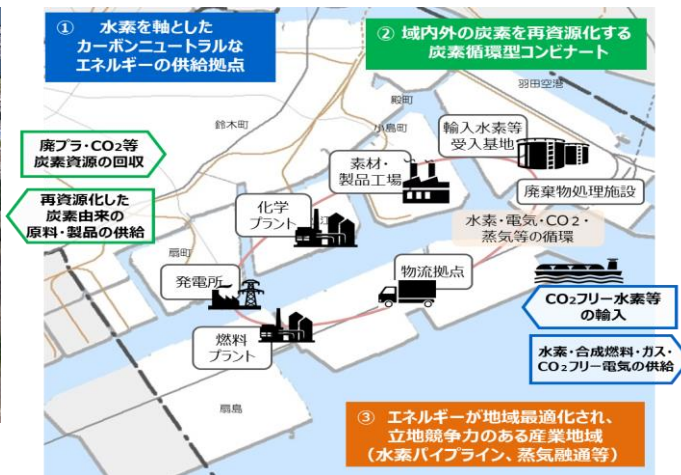 ① 水素を軸とした
カーボンニュートラルな
エネルギーの供給拠点
② 域内外の炭素を再資源化する
炭素循環型コンビナート
羽田空港
殿町
鈴木町
小島町
輸入水素等
受入基地
廃プラ・CO₂等
炭素資源の回収
素材・
製品工場
廃棄物処理施設
再資源化した
炭素由来の
原料・製品の供給
化学
プラント
水素・電気・CO2・
蒸気等の循環
扇町
発電所
物流拠点
CO₂フリー水素等
の輸入
燃料
プラント
水素・合成燃料・ガス・
CO₂フリー電気の供給
扇島
③ エネルギーが地域最適化され、
立地競争力のある産業地域
（水素パイプライン、蒸気融通等）